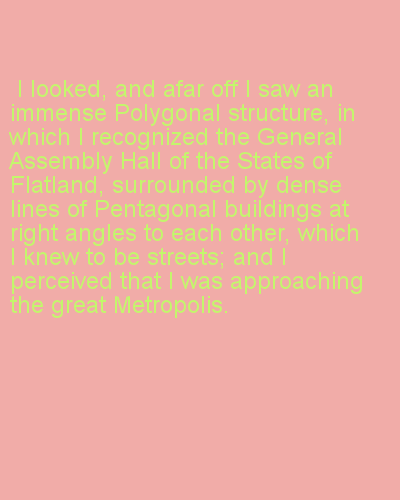 I looked, and afar off I saw an
immense Polygonal structure, in
which I recognized the General
Assembly Hall of the States of
Flatland, surrounded by dense
lines of Pentagonal buildings at
right angles to each other, which
I knew to be streets; and I
perceived that I was approaching
the great Metropolis.